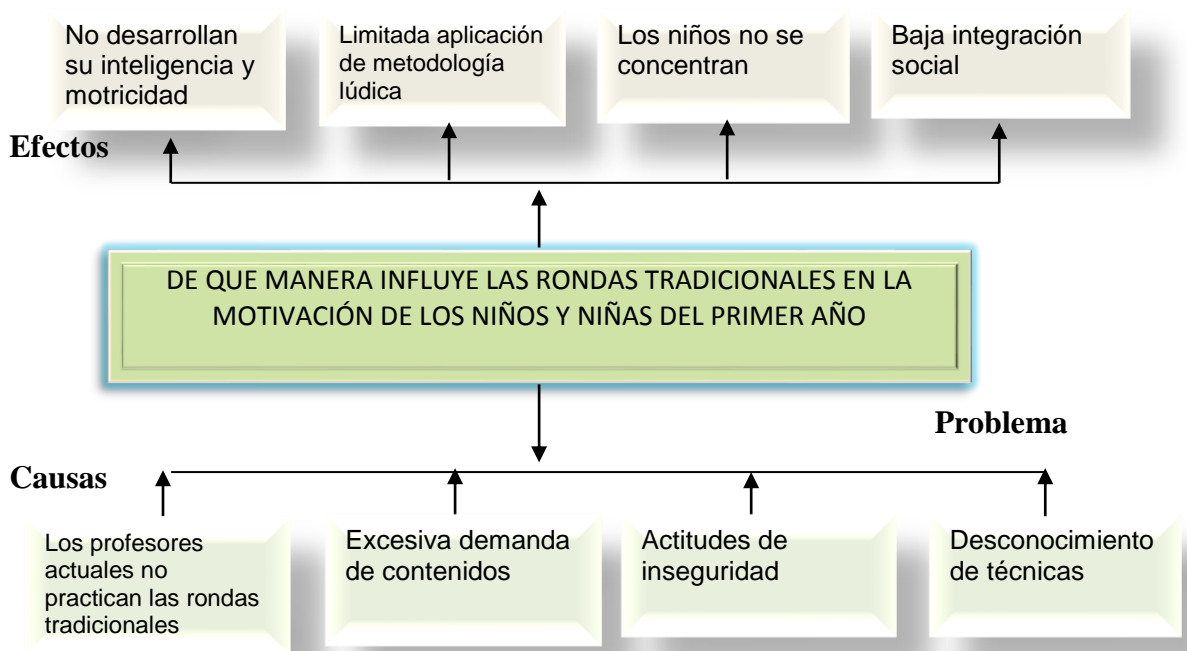 No desarrollan
su inteligencia y
motricidad
Limitada aplicación
de metodología
lúdica
Los niños no se
concentran
Baja integración
social
Efectos
DE QUE MANERA INFLUYE LAS RONDAS TRADICIONALES EN LA
MOTIVACIÓN DE LOS NIÑOS Y NIÑAS DEL PRIMER AÑO
Problema
Causas
Los profesores
actuales no
practican las rondas
tradicionales
Excesiva demanda
de contenidos
Actitudes de
inseguridad
Desconocimiento
de técnicas